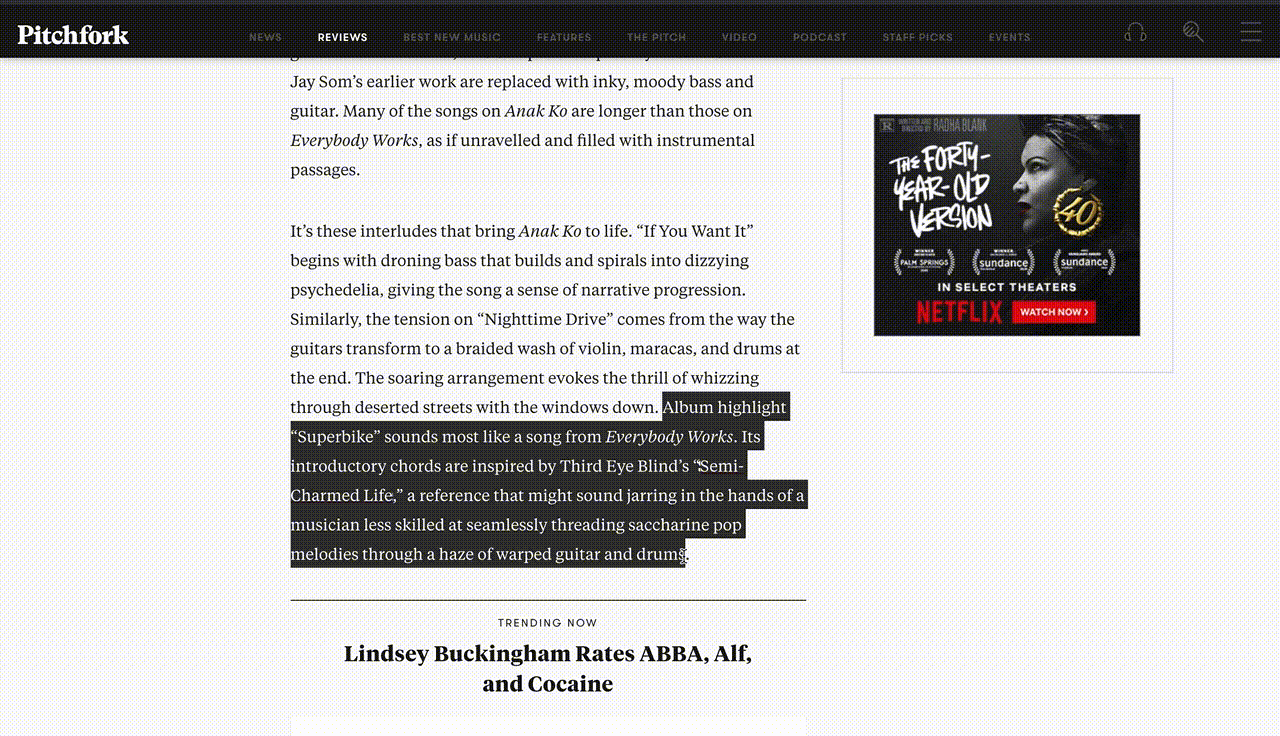 Pitchfork
NEWS REVIEWS BEST NEW MUSIC FEATURES THE PITCH VIDEO PODCAST STAFF PICKS EVENTS
Jay Som’s earlier work are replaced with inky, moody bass and
guitar. Many of the songs on Anak Ko are longer than those on
Everybody Works, as if unravelled and filled with instrumental
passages.
It’s these interludes that bring Anak Ko to life. “If You Want It”
begins with droning bass that builds and spirals into dizzying
psychedelia, giving the song a sense of narrative progression.
Similarly, the tension on “Nighttime Drive” comes from the way the
guitars transform to a braided wash of violin, maracas, and drums at
the end. The soaring arrangement evokes the thrill of whizzing
through deserted streets with the windows down. Album highlight
“Superbike” sounds most like a song from Everybody Works. Its
introductory chords are inspired by Third Eye Blind’s “Semi-
Charmed Life,” a reference that might sound jarring in the hands of a
musician less skilled at seamlessly threading saccharine pop
melodies through a haze of warped guitar and drums.
TRENDING NOW
Lindsey Buckingham Rates ABBA, Alf,
and Cocaine
R WRITTEN AND
DIRECTED BY RADHA BLANK
THE FORTY-
YEAR-OLD
VERSION
40
WINNER
PALM SPRINGS
WINNER
sundance
sundance
IN SELECT THEATERS
NETFLIX WATCH NOW ›